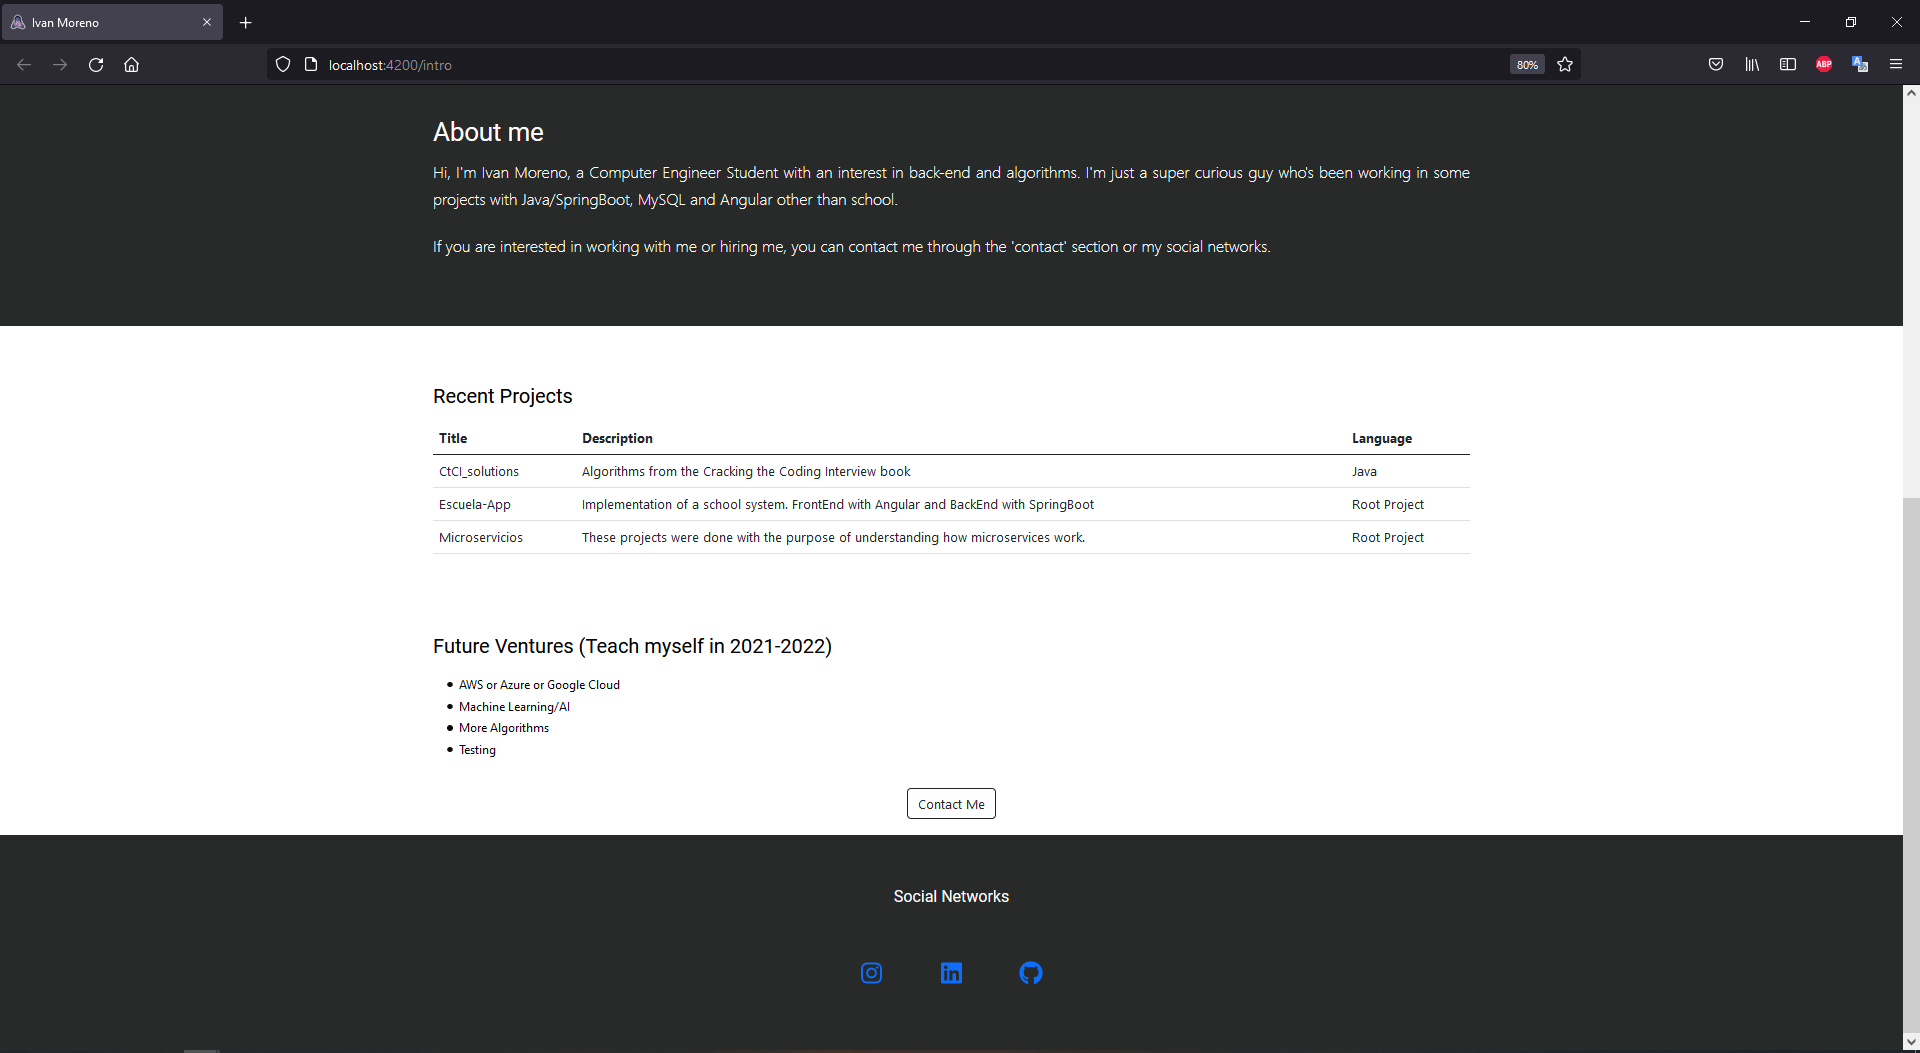 Ivan Moreno
localhost:4200/intro
80%
ABP
About me
Hi, I'm Ivan Moreno, a Computer Engineer Student with an interest in back-end and algorithms. I'm just a super curious guy who's been working in some
projects with Java/SpringBoot, MySQL and Angular other than school.
If you are interested in working with me or hiring me, you can contact me through the 'contact' section or my social networks.
Recent Projects
Title Description Language
CtCI_solutions Algorithms from the Cracking the Coding Interview book Java
Escuela-App Implementation of a school system. FrontEnd with Angular and BackEnd with SpringBoot Root Project
Microservicios These projects were done with the purpose of understanding how microservices work. Root Project
Future Ventures (Teach myself in 2021-2022)
AWS or Azure or Google Cloud
Machine Learning/AI
More Algorithms
Testing
Contact Me
Social Networks